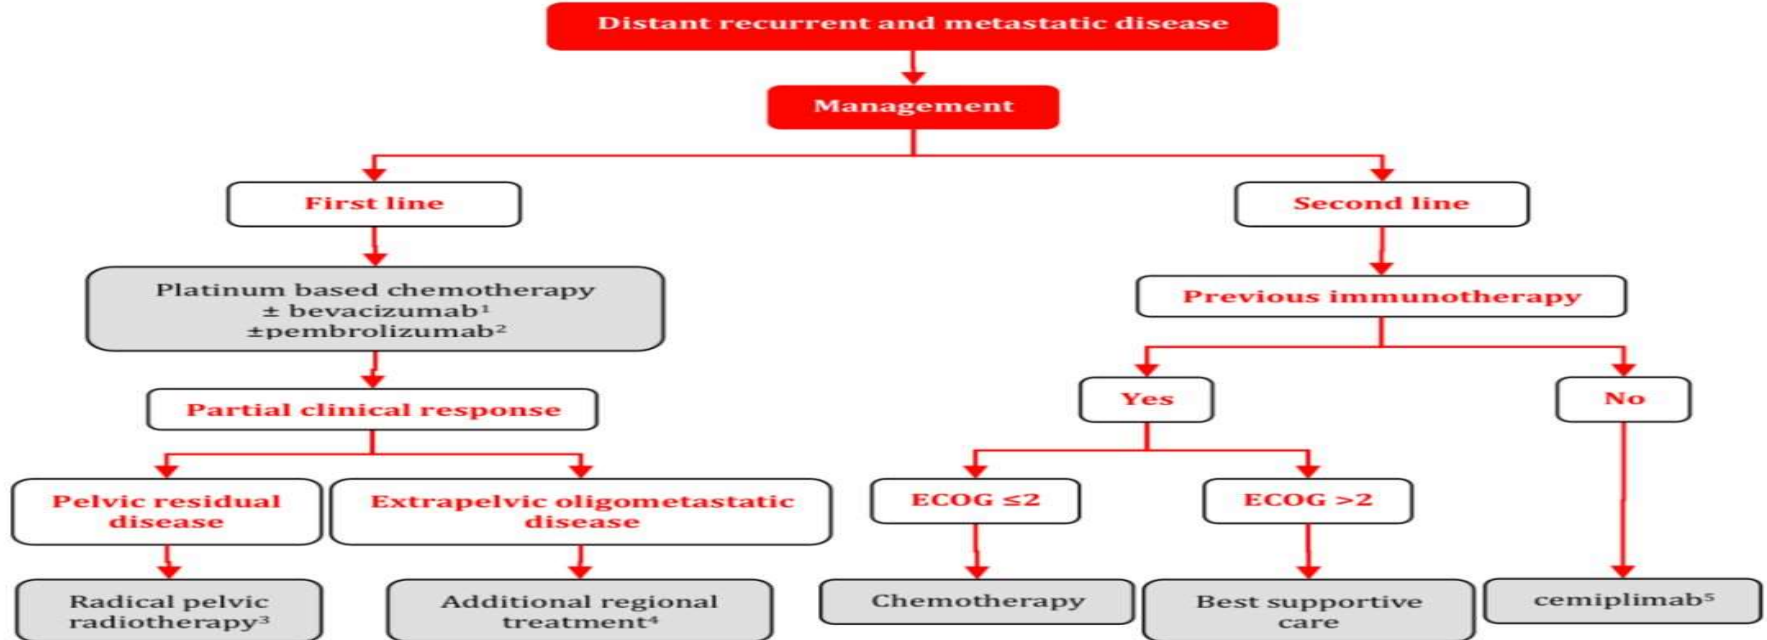 Distant recurrent and metastatic disease
Management
First line
Second line
Platinum based chemotherapy
± bevacizumab¹
±pembrolizumab²
Previous immunotherapy
Partial clinical response
Yes
No
Pelvic residual
disease
Extrapelvic oligometastatic
disease
ECOG ≤2
ECOG >2
Radical pelvic
radiotherapy³
Additional regional
treatment⁴
Chemotherapy
Best supportive
care
cemiplimab⁵